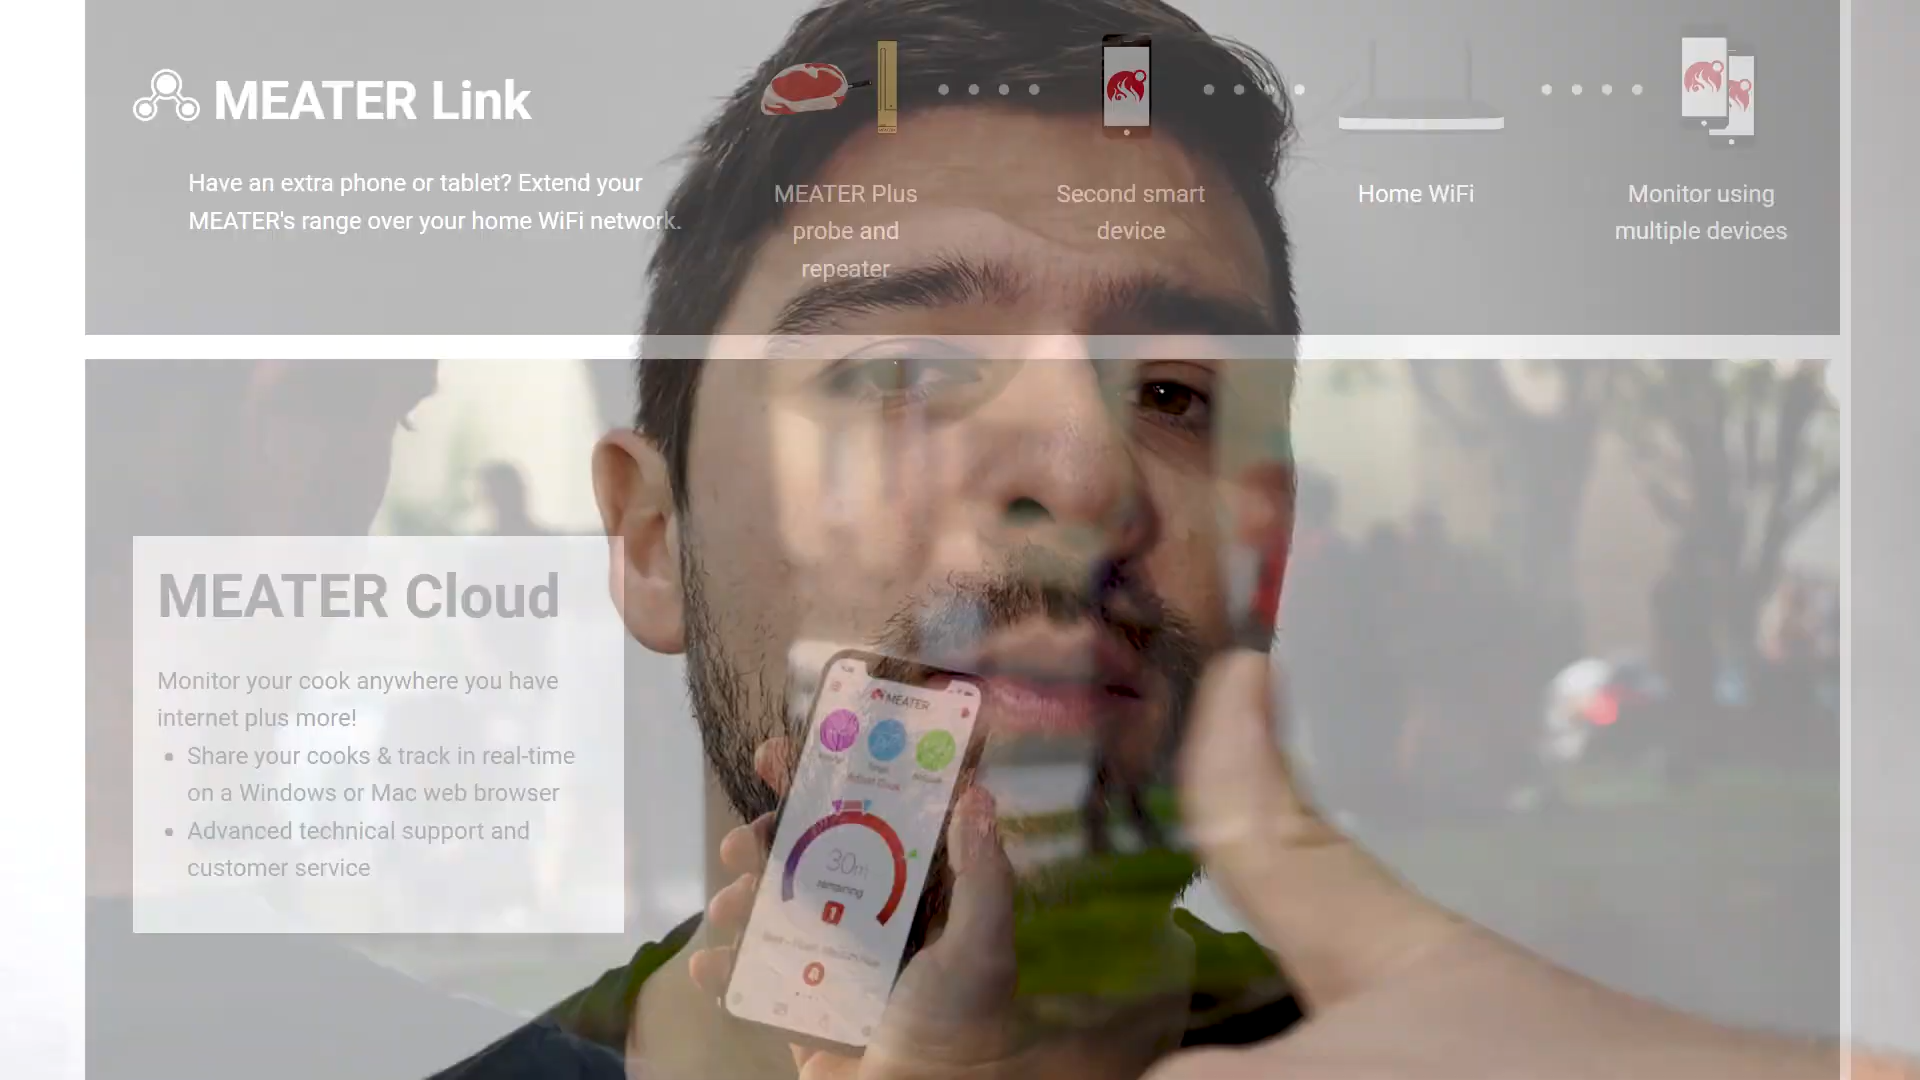 MEATER Link
Have an extra phone or tablet? Extend your
MEATER's range over your home WiFi network.
MEATER Plus
probe and
repeater
Second smart
device
Home WiFi
Monitor using
multiple devices
MEATER Cloud
Monitor your cook anywhere you have
internet plus more!
Share your cooks & track in real-time
on a Windows or Mac web browser
Advanced technical support and
customer service
MEATER
30m
remaining
1